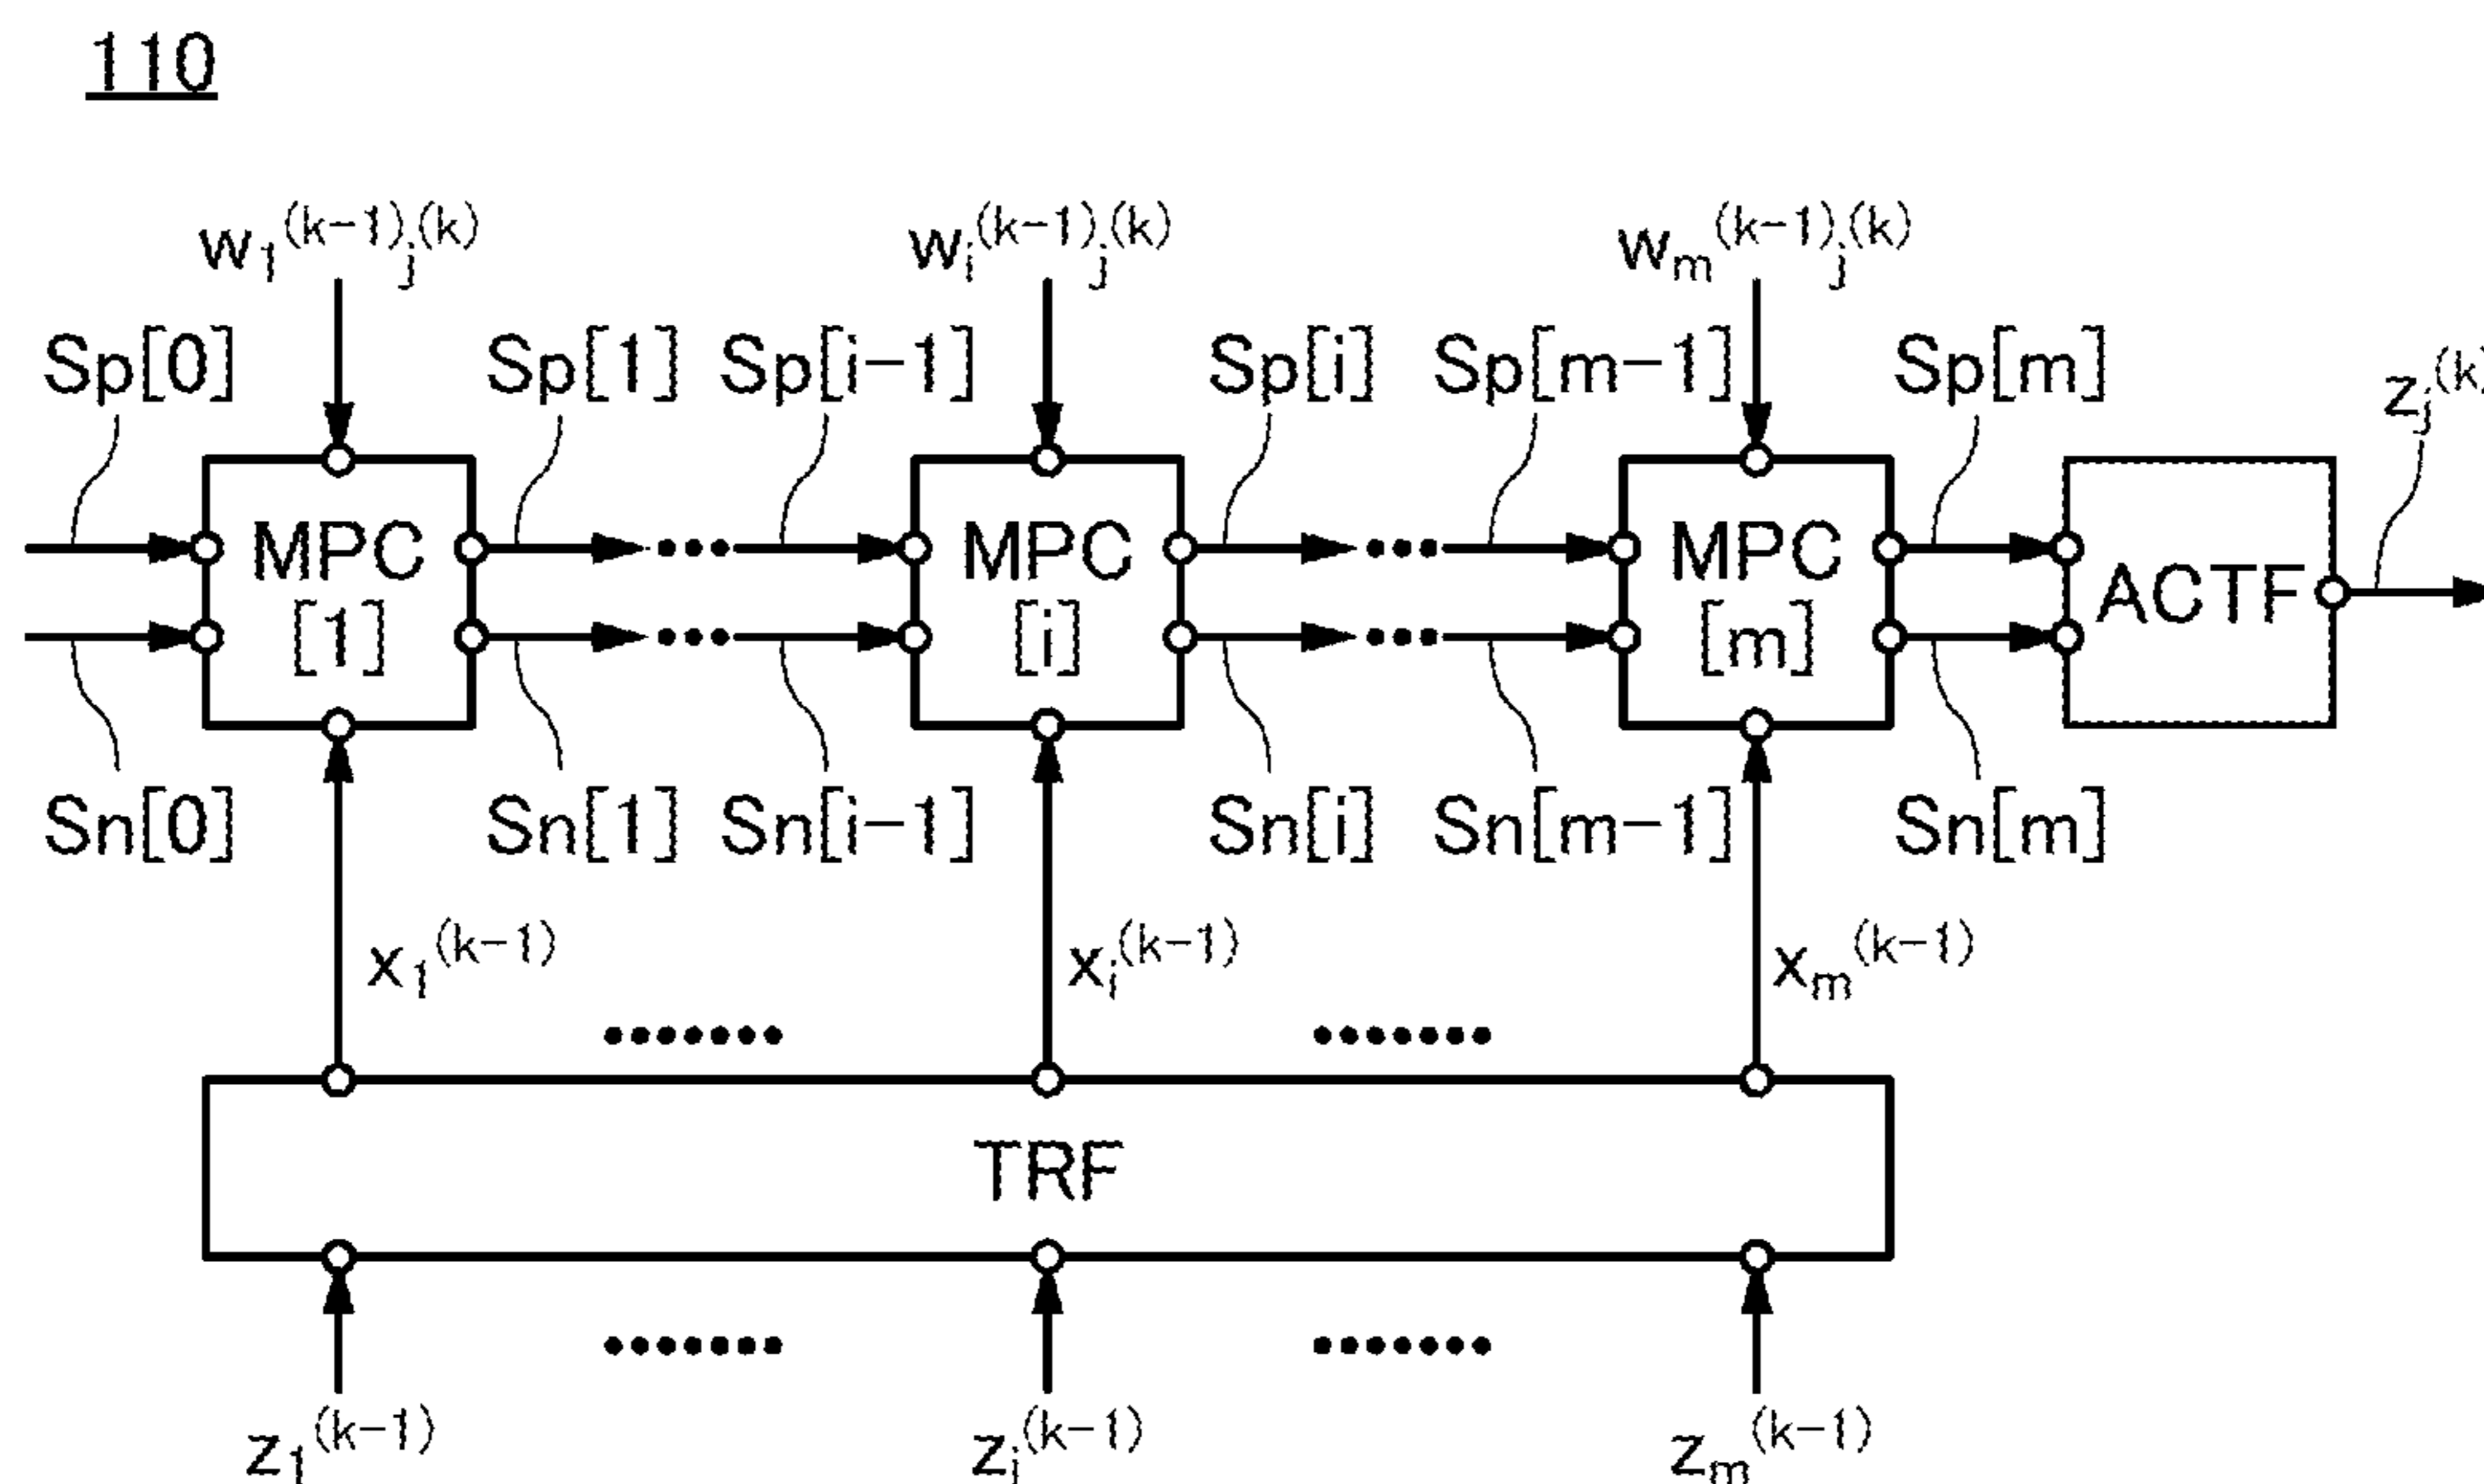 110
w₁⁽ᵏ⁻¹⁾ⱼ⁽ᵏ⁾ wᵢ⁽ᵏ⁻¹⁾ⱼ⁽ᵏ⁾ wₘ⁽ᵏ⁻¹⁾ⱼ⁽ᵏ⁾
Sp[0] Sp[1] Sp[i-1] Sp[i] Sp[m-1] Sp[m] zⱼ⁽ᵏ⁾
MPC MPC MPC ACTF
[1] [i] [m]
Sn[0] Sn[1] Sn[i-1] Sn[i] Sn[m-1] Sn[m]
x₁⁽ᵏ⁻¹⁾ xᵢ⁽ᵏ⁻¹⁾ xₘ⁽ᵏ⁻¹⁾
TRF
z₁⁽ᵏ⁻¹⁾ zᵢ⁽ᵏ⁻¹⁾ zₘ⁽ᵏ⁻¹⁾